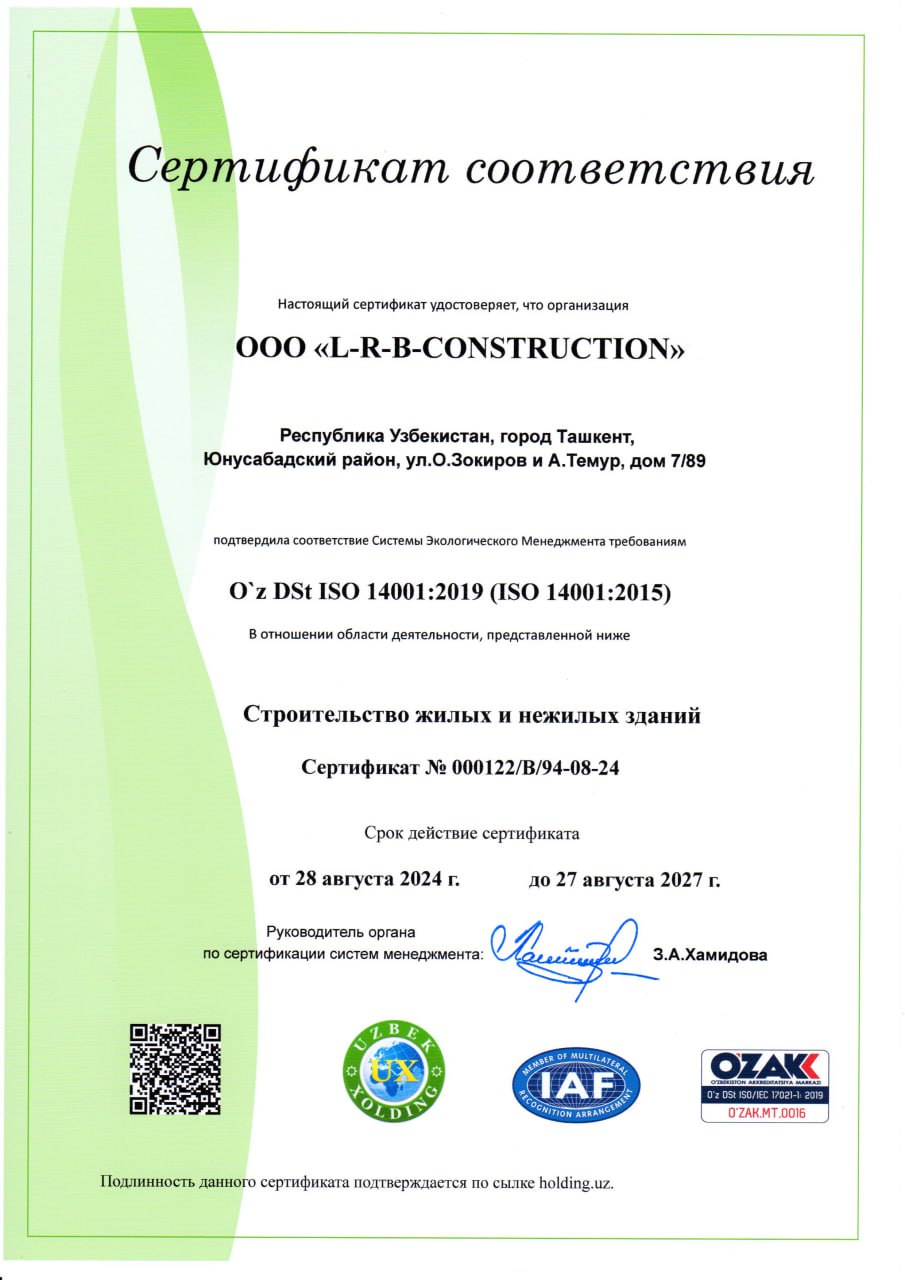 Сертификат соответствия
Настоящий сертификат удостоверяет, что организация
ООО «L-R-B-CONSTRUCTION»
Республика Узбекистан, город Ташкент,
Юнусабадский район, ул.О.Зокиров и А.Темур, дом 7/89
подтвердила соответствие Системы Экологического Менеджмента требованиям
O`z DSt ISO 14001:2019 (ISO 14001:2015)
В отношении области деятельности, представленной ниже
Строительство жилых и нежилых зданий
Сертификат № 000122/В/94-08-24
Срок действие сертификата
от 28 августа 2024 г. до 27 августа 2027 г.
Руководитель органа
по сертификации систем менеджмента: З.А.Хамидова
UZBEK
UX
XOLDING
MEMBER OF MULTILATERAL
IAF
RECOGNITION ARRANGEMENT
O'ZAKK
O'ZBEKISTON AKKREDITATSIYA MARKAZI
O'z DSt ISO/IEC 17021-1: 2019
O'ZAK.MT.0016
Подлинность данного сертификата подтверждается по сылке holding.uz.